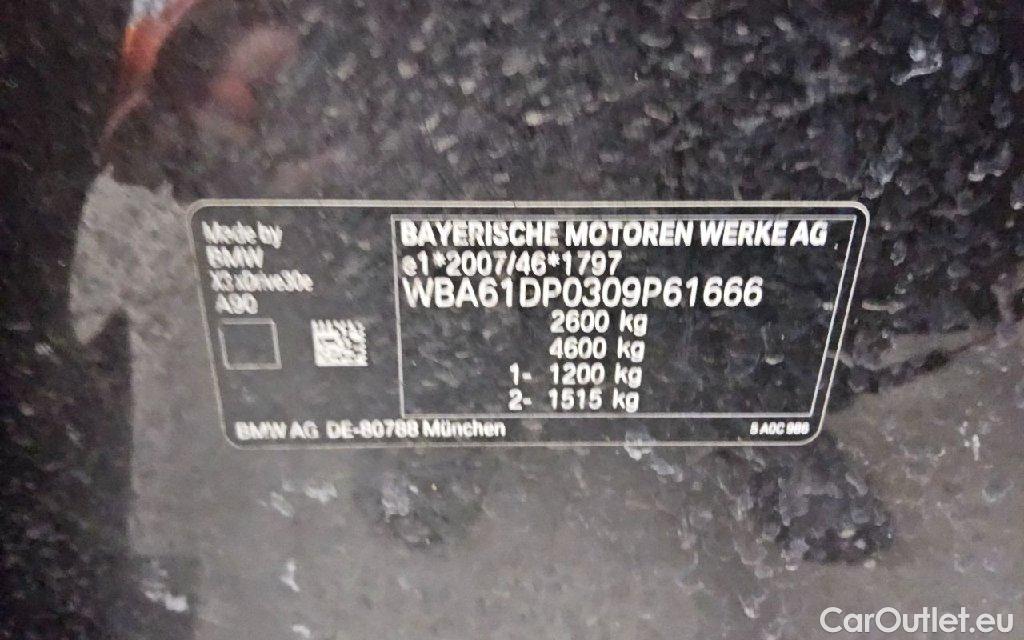 Made by
BMW
X3 xDrive30e
A90
BAYERISCHE MOTOREN WERKE AG
e1*2007/46*1797
WBA61DP0309P61666
2600 kg
4600 kg
1- 1200 kg
2- 1515 kg
BMW AG DE-80788 München
CarOutlet.eu